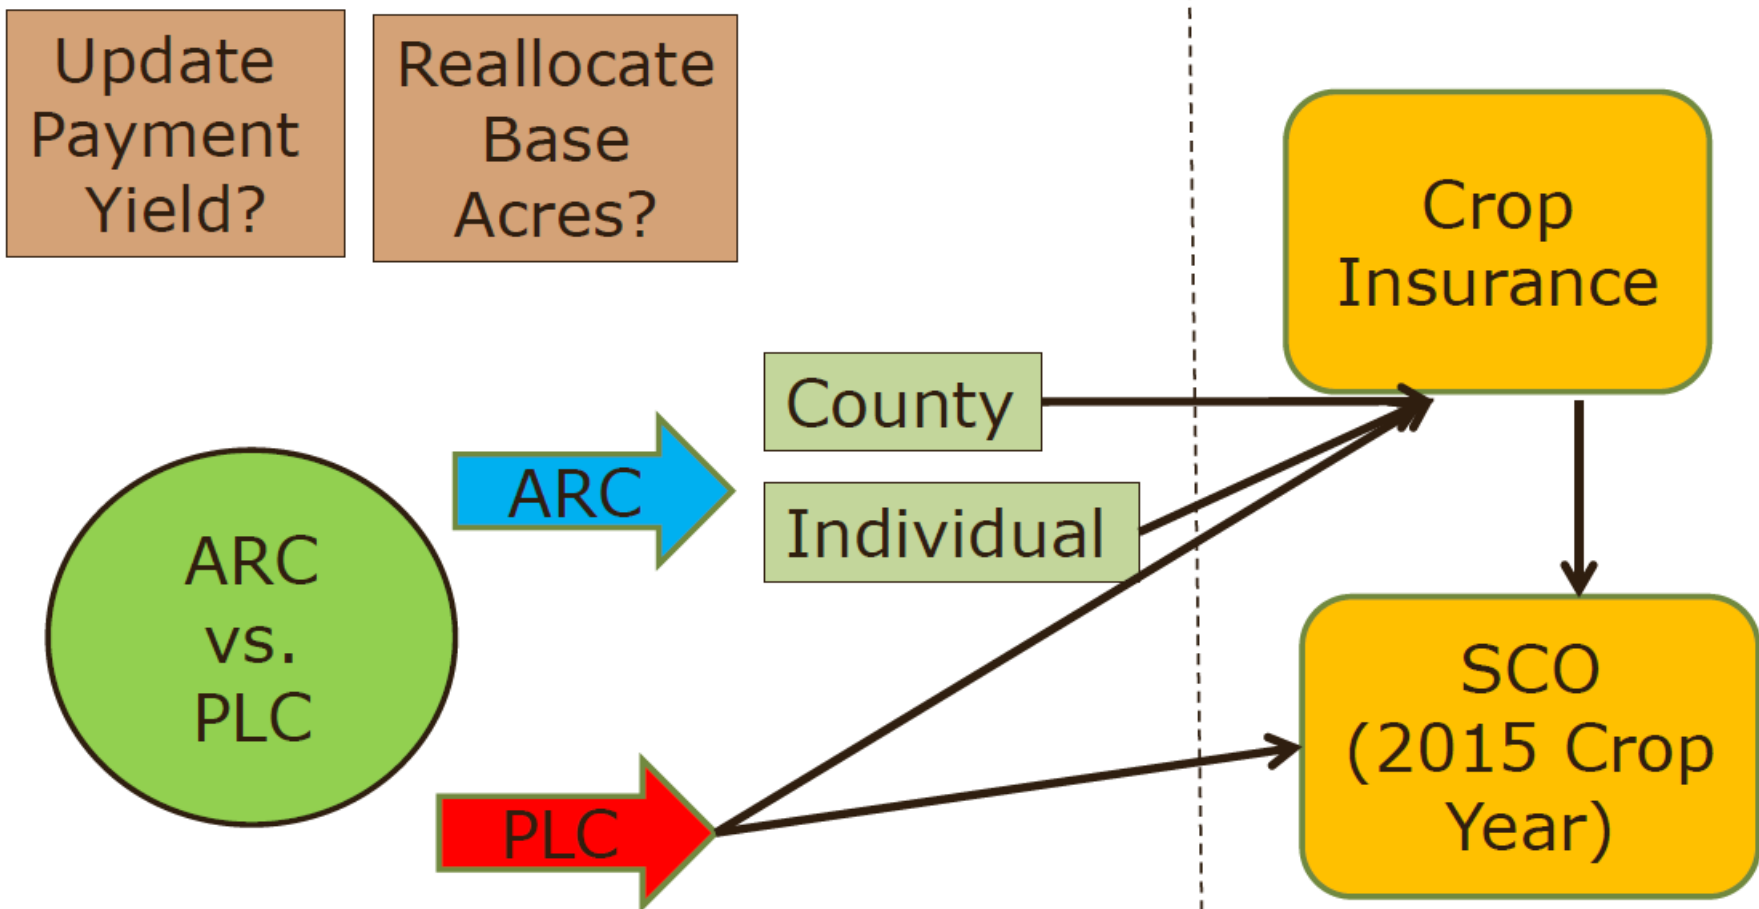 Update
Payment
Yield?
Reallocate
Base
Acres?
Crop
Insurance
County
ARC
Individual
ARC
vs.
PLC
SCO
(2015 Crop
Year)
PLC